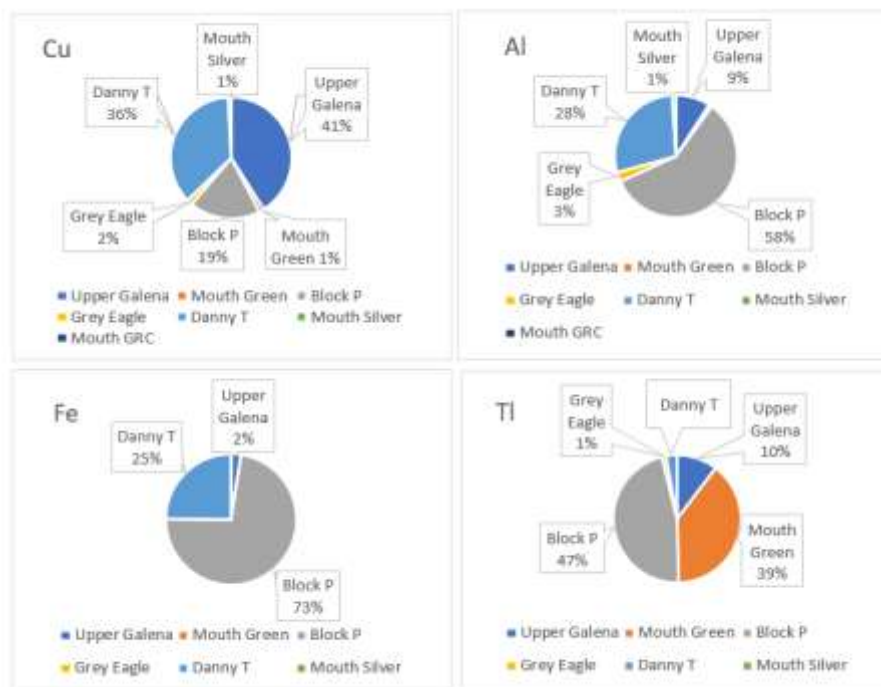 Cu
Mouth
Silver
1%
Upper
Galena
41%
Danny T
36%
Grey Eagle
2%
Block P
19%
Mouth
Green 1%
Upper Galena Mouth Green Block P
Grey Eagle Danny T Mouth Silver
Mouth GRC
Al
Mouth
Silver
1%
Upper
Galena
9%
Danny T
28%
Grey
Eagle
3%
Block P
58%
Upper Galena Mouth Green Block P
Grey Eagle Danny T Mouth Silver
Mouth GRC
Fe
Upper
Galena
2%
Danny T
25%
Block P
73%
Upper Galena Mouth Green Block P
Grey Eagle Danny T Mouth Silver
Tl
Grey
Eagle
1%
Danny T
Upper
Galena
10%
Block P
47%
Mouth
Green
39%
Upper Galena Mouth Green Block P
Grey Eagle Danny T Mouth Silver